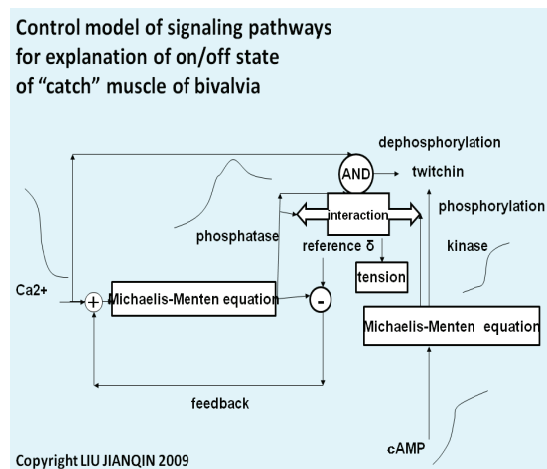 Control model of signaling pathways
for explanation of on/off state
of “catch” muscle of bivalvia
dephosphorylation
AND
twitchin
interaction
phosphorylation
phosphatase
reference δ
kinase
tension
Ca2+
+
Michaelis-Menten equation
-
Michaelis-Menten equation
feedback
cAMP
Copyright LIU JIANQIN 2009